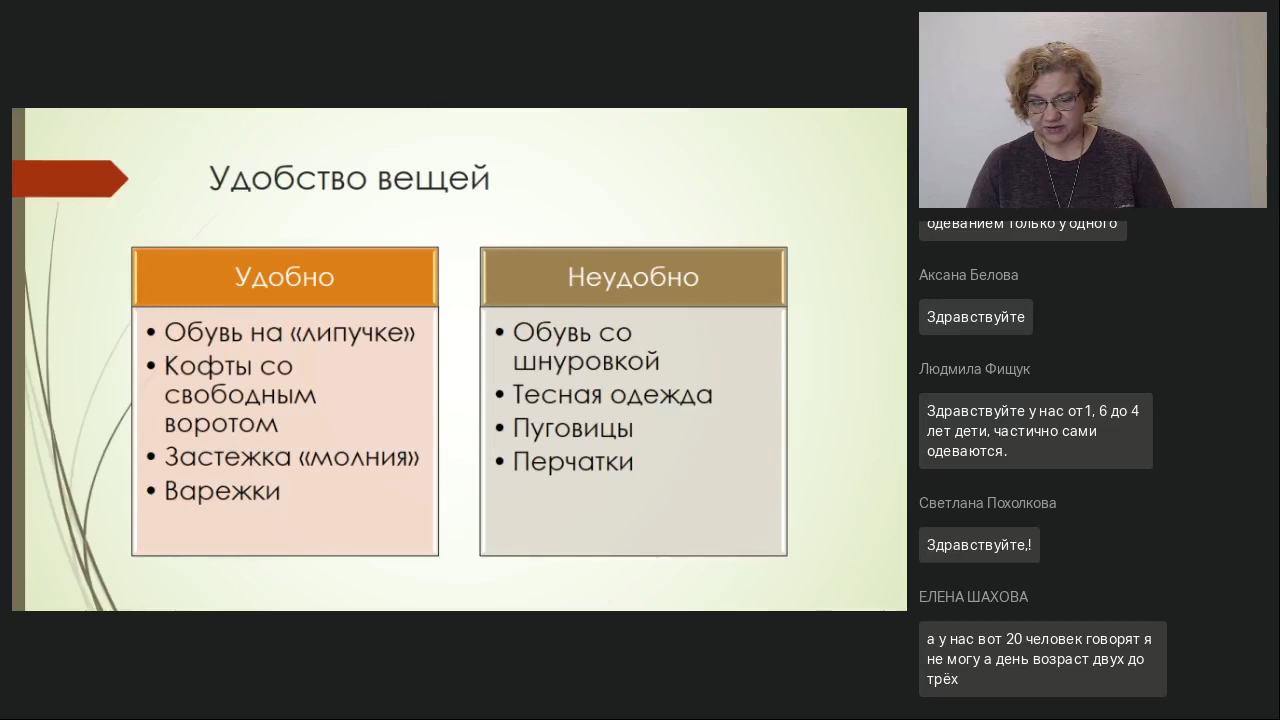 Удобство вещей
Удобно
• Обувь на «липучке»
• Кофты со
свободным
воротом
• Застежка «молния»
• Варежки
Неудобно
• Обувь со
шнуровкой
• Тесная одежда
• Пуговицы
• Перчатки
одеванием только у одного
Аксана Белова
Здравствуйте
Людмила Фищук
Здравствуйте у нас от1, 6 до 4
лет дети, частично сами
одеваются.
Светлана Похолкова
Здравствуйте,!
ЕЛЕНА ШАХОВА
а у нас вот 20 человек говорят я
не могу а день возраст двух до
трёх